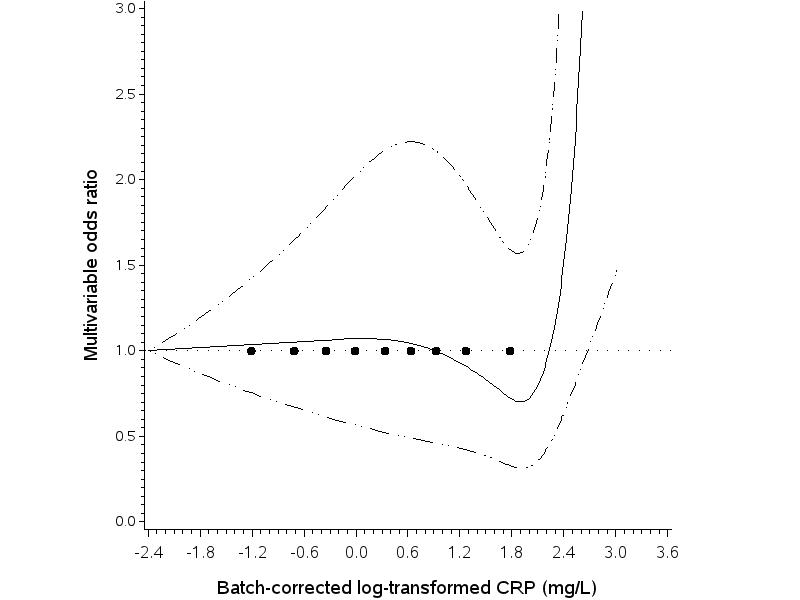 3.0
2.5
2.0
1.5
1.0
0.5
0.0
Multivariable odds ratio
-2.4 -1.8 -1.2 -0.6 0.0 0.6 1.2 1.8 2.4 3.0 3.6
Batch-corrected log-transformed CRP (mg/L)